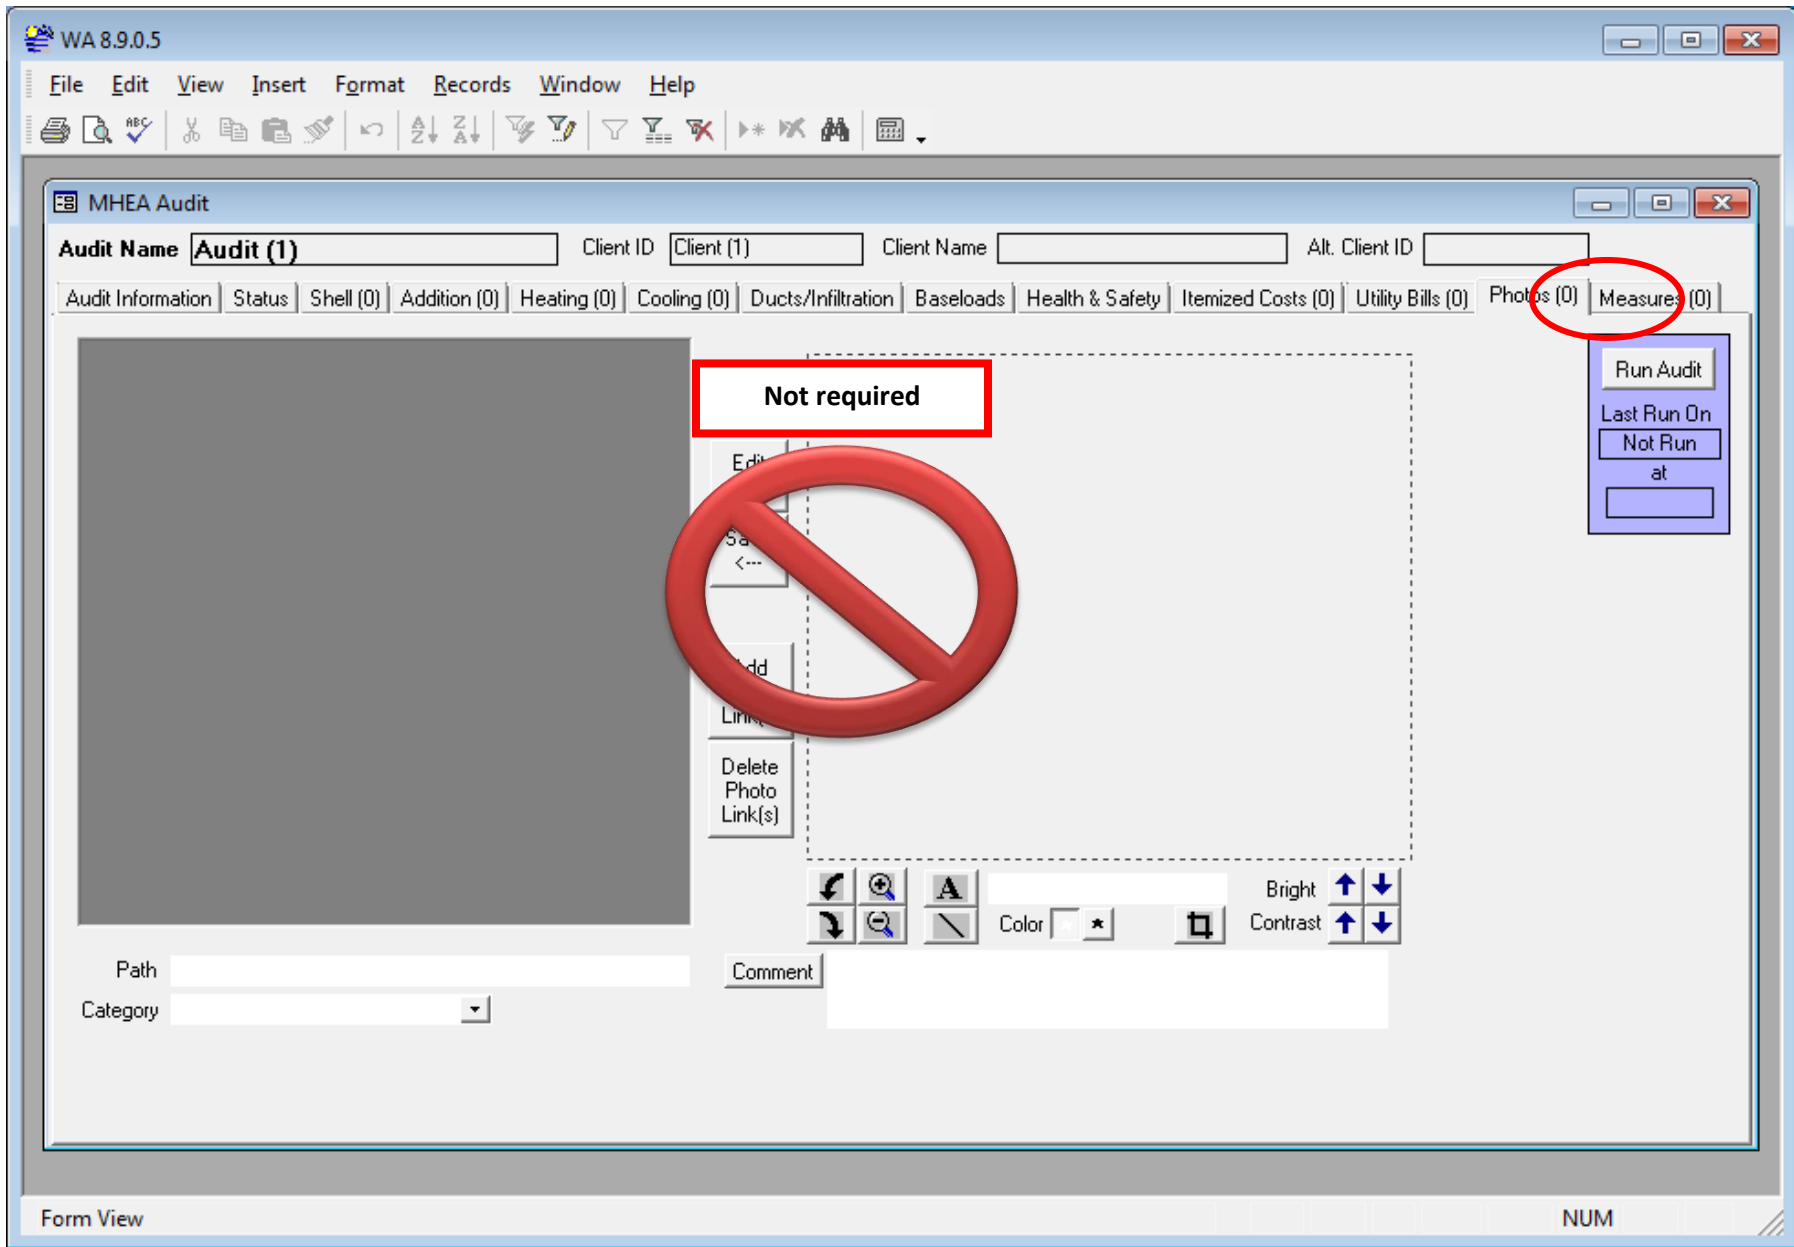 WA 8.9.0.5
File Edit View Insert Format Records Window Help
MHEA Audit
Audit Name Audit (1) Client ID Client (1) Client Name Alt. Client ID
Audit Information Status Shell (0) Addition (0) Heating (0) Cooling (0) Ducts/Infiltration Baseloads Health & Safety Itemized Costs (0) Utility Bills (0) Photos (0) Measures (0)
Not required
Run Audit
Last Run On
Not Run
at
<---
Delete
Photo
Link(s)
A
Bright
Color
Contrast
Path
Comment
Category
Form View NUM